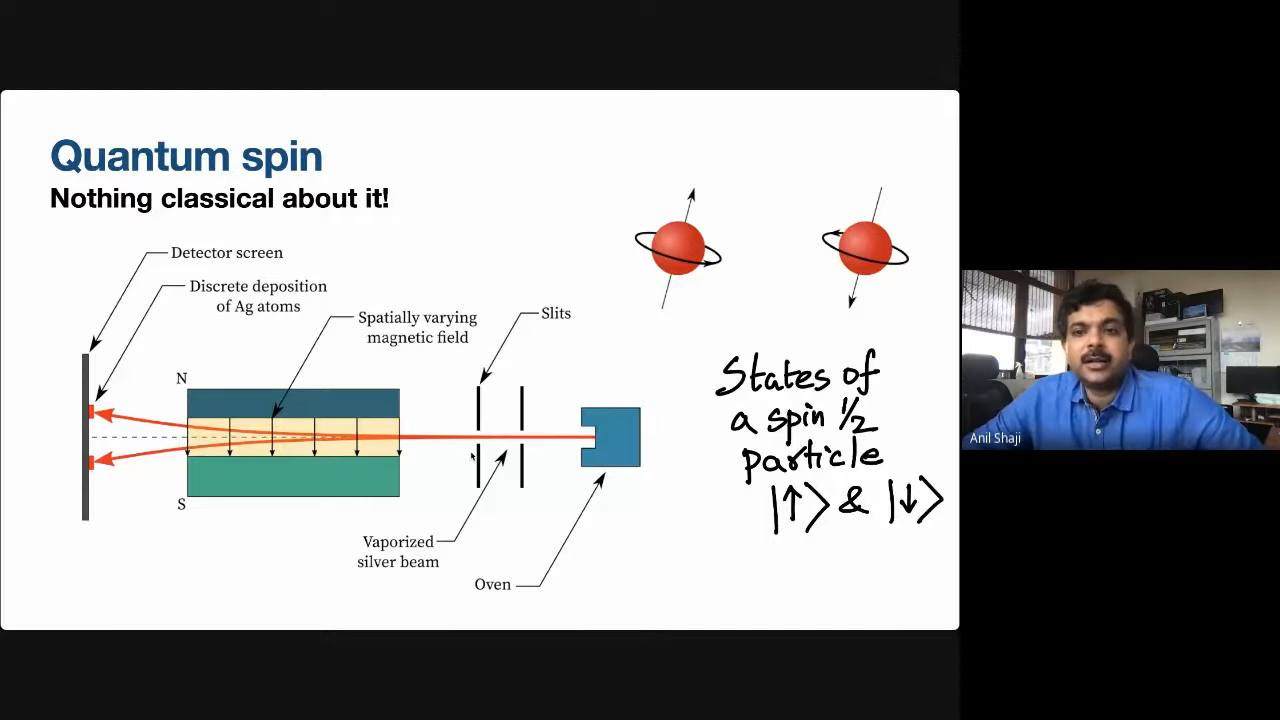 Quantum spin
Nothing classical about it!
Detector screen
Discrete deposition
of Ag atoms
Spatially varying
magnetic field
Slits
N
S
Vaporized
silver beam
Oven
States of
a spin 1/2
particle
|↑⟩ & |↓⟩
Anil Shaji